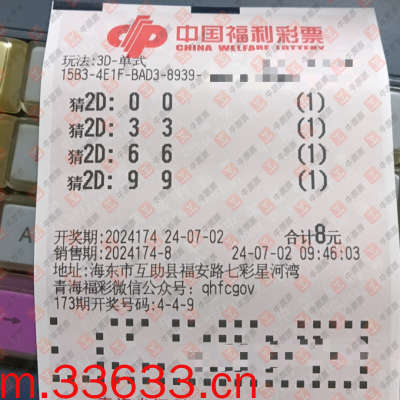 中国福利彩票
CHINA WELFARE LOTTERY
玩法:3D-单式
15B3-4E1F-BAD3-8939-
猜2D: 0 0 (1)
猜2D: 3 3 (1)
猜2D: 6 6 (1)
猜2D: 9 9 (1)
开奖期:2024174 24-07-02 合计8元
销售期:2024174-8 24-07-02 09:46:03
地址:海东市互助县福安路七彩星河湾
青海福彩微信公众号: qhfcgov
173期开奖号码:4-4-9
m.33633.cn